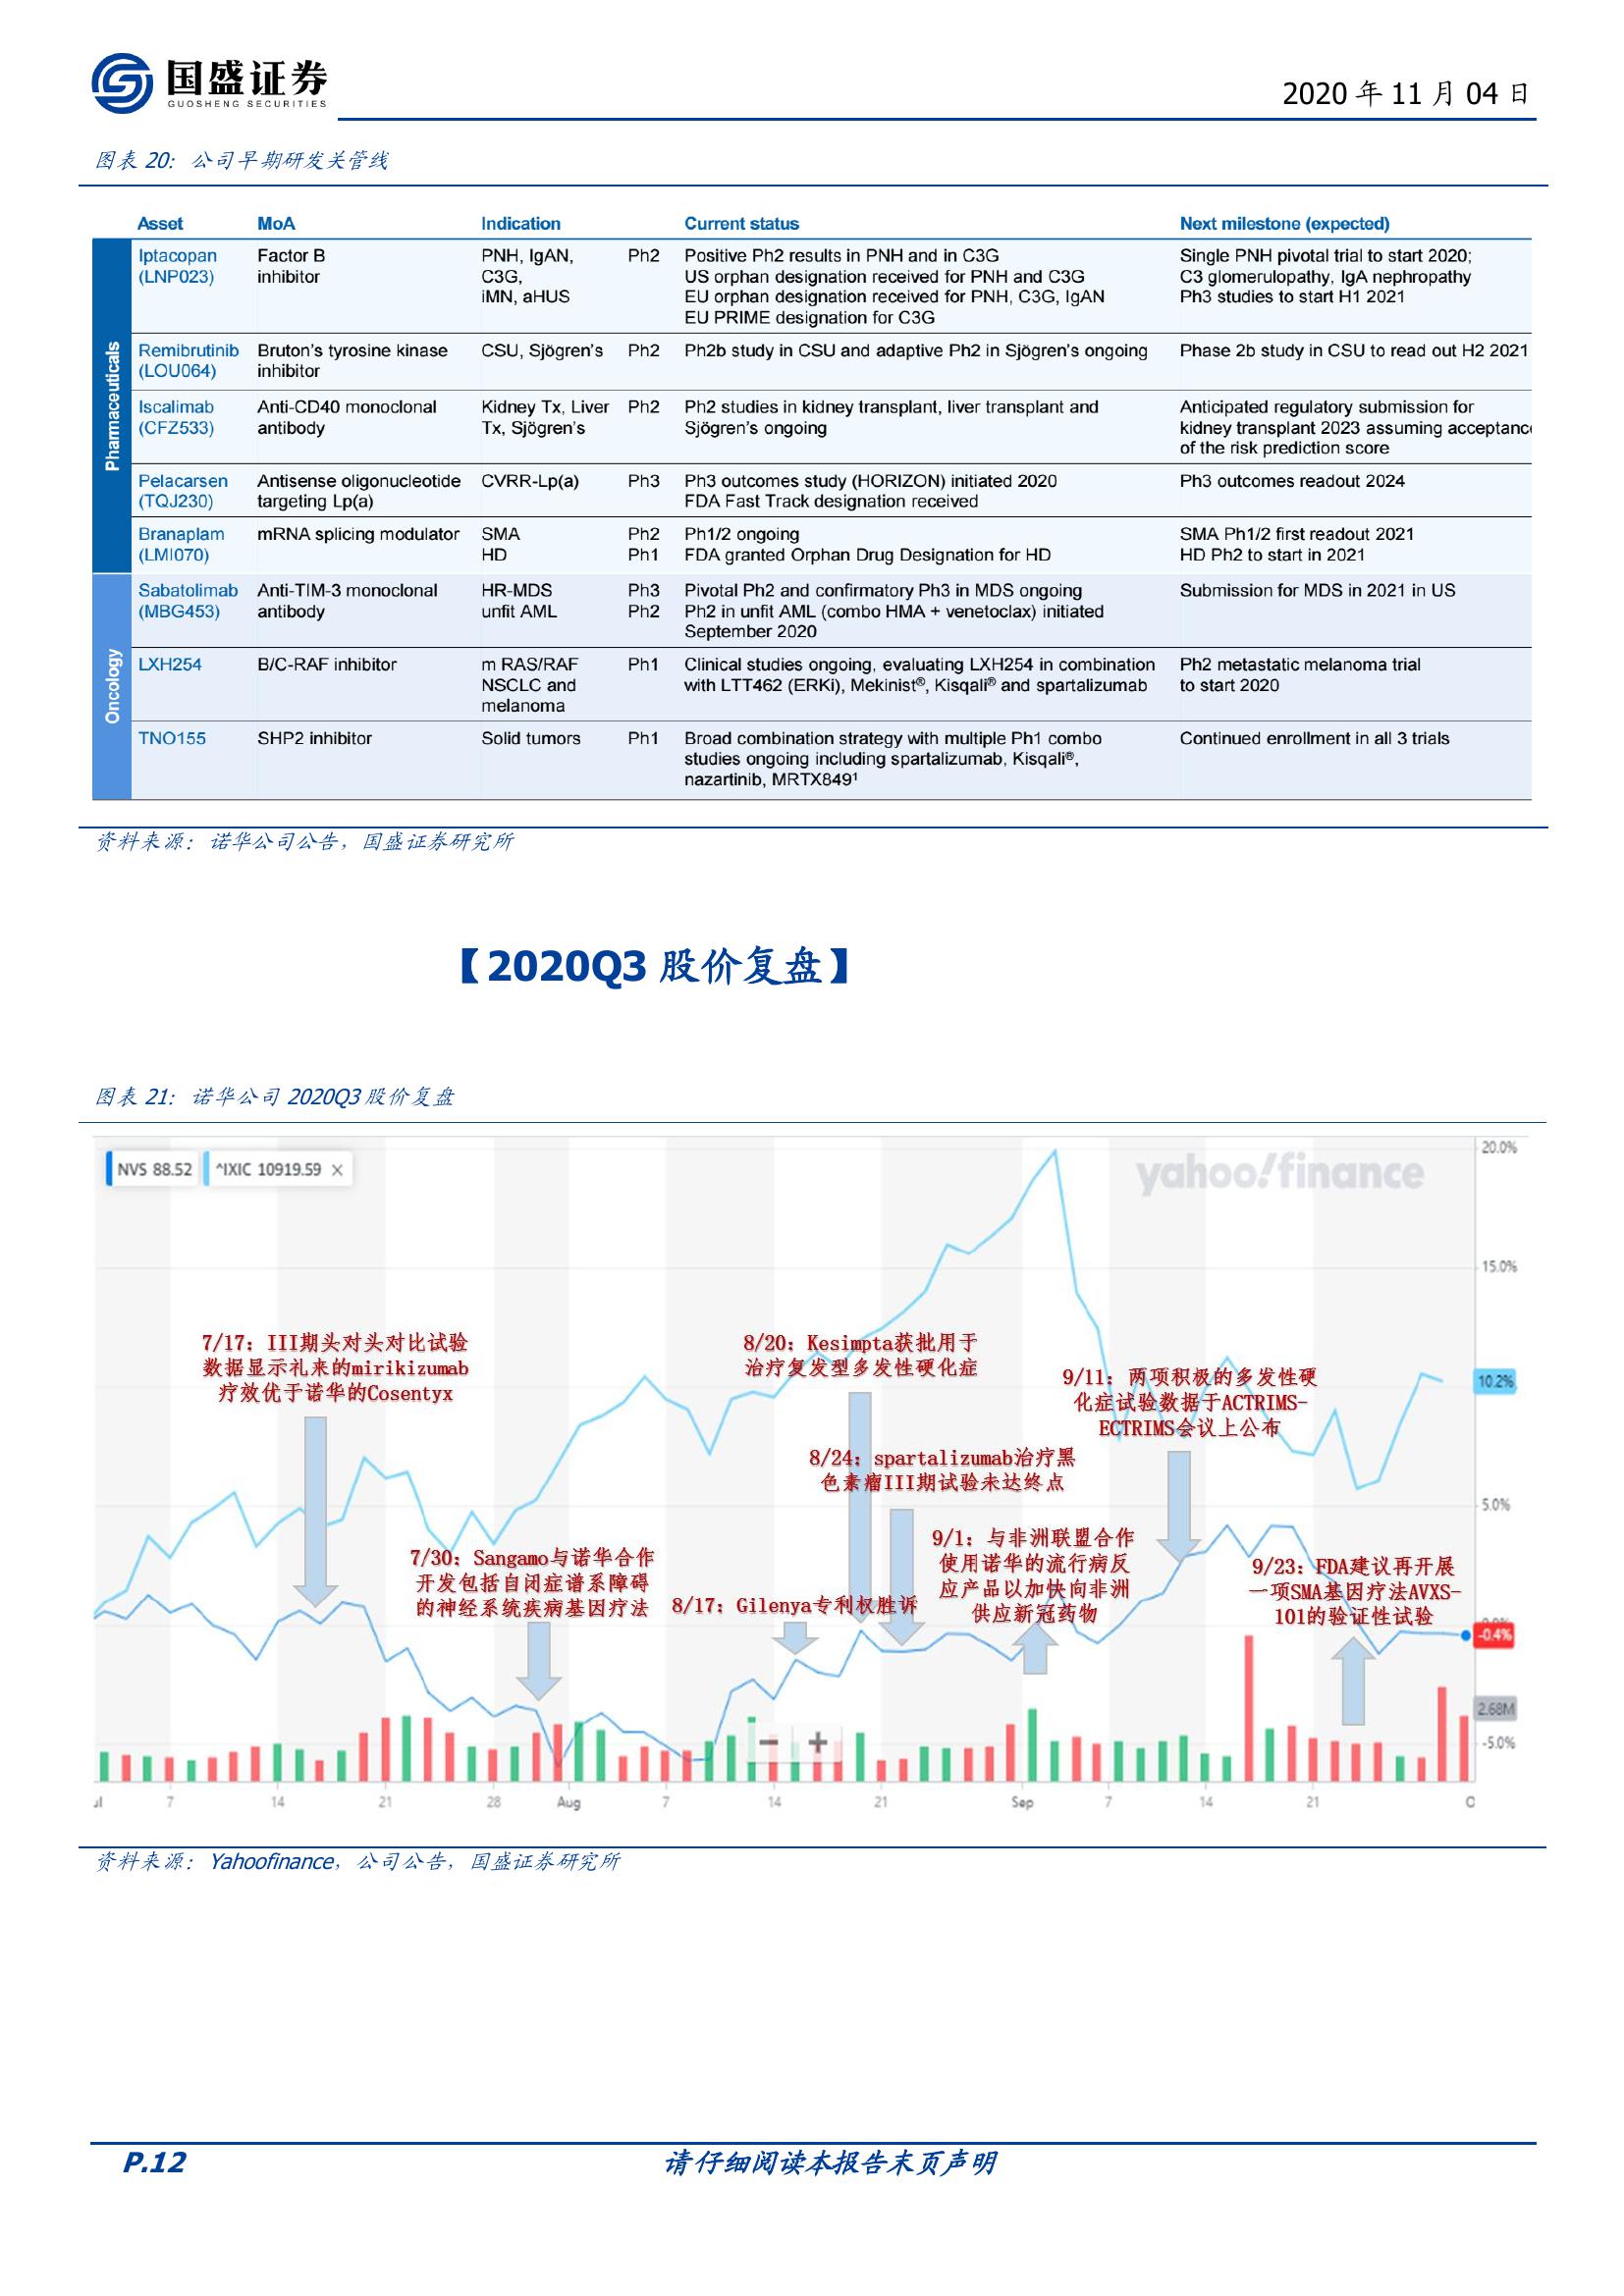 国盛证券
GUOSHENG SECURITIES
2020 年 11 月 04 日
图表 20: 公司早期研发关管线
Asset MoA Indication Current status Next milestone (expected)
Pharmaceuticals
Iptacopan Factor B PNH, IgAN, Ph2 Positive Ph2 results in PNH and in C3G Single PNH pivotal trial to start 2020;
(LNP023) inhibitor C3G, US orphan designation received for PNH and C3G C3 glomerulopathy, IgA nephropathy
iMN, aHUS EU orphan designation received for PNH, C3G, IgAN Ph3 studies to start H1 2021
EU PRIME designation for C3G
Remibrutinib Bruton's tyrosine kinase CSU, Sjögren's Ph2 Ph2b study in CSU and adaptive Ph2 in Sjögren's ongoing Phase 2b study in CSU to read out H2 2021
(LOU064) inhibitor
Iscalimab Anti-CD40 monoclonal Kidney Tx, Liver Ph2 Ph2 studies in kidney transplant, liver transplant and Anticipated regulatory submission for
(CFZ533) antibody Tx, Sjögren's Sjögren's ongoing kidney transplant 2023 assuming acceptance
of the risk prediction score
Pelacarsen Antisense oligonucleotide CVRR-Lp(a) Ph3 Ph3 outcomes study (HORIZON) initiated 2020 Ph3 outcomes readout 2024
(TQJ230) targeting Lp(a) FDA Fast Track designation received
Branaplam mRNA splicing modulator SMA Ph2 Ph1/2 ongoing SMA Ph1/2 first readout 2021
(LMI070) HD Ph1 FDA granted Orphan Drug Designation for HD HD Ph2 to start in 2021
Oncology
Sabatolimab Anti-TIM-3 monoclonal HR-MDS Ph3 Pivotal Ph2 and confirmatory Ph3 in MDS ongoing Submission for MDS in 2021 in US
(MBG453) antibody unfit AML Ph2 Ph2 in unfit AML (combo HMA + venetoclax) initiated
September 2020
LXH254 B/C-RAF inhibitor m RAS/RAF Ph1 Clinical studies ongoing, evaluating LXH254 in combination Ph2 metastatic melanoma trial
NSCLC and with LTT462 (ERKi), Mekinist®, Kisqali® and spartalizumab to start 2020
melanoma
TNO155 SHP2 inhibitor Solid tumors Ph1 Broad combination strategy with multiple Ph1 combo Continued enrollment in all 3 trials
studies ongoing including spartalizumab, Kisqali®,
nazartinib, MRTX849¹
资料来源: 诺华公司公告, 国盛证券研究所
【2020Q3 股价复盘】
图表 21: 诺华公司 2020Q3 股价复盘
NVS 88.52 ^IXIC 10919.59 ×
yahoo!finance
20.0%
15.0%
10.2%
5.0%
0.0%
-0.4%
2.68M
-5.0%
7/17: III期头对头对比试验
数据显示礼来的mirikizumab
疗效优于诺华的Cosentyx
7/30: Sangamo与诺华合作
开发包括自闭症谱系障碍
的神经系统疾病基因疗法
8/17: Gilenya专利权胜诉
8/20: Kesimpta获批用于
治疗复发型多发性硬化症
8/24: spartalizumab治疗黑
色素瘤III期试验未达终点
9/1: 与非洲联盟合作
使用诺华的流行病反
应产品以加快向非洲
供应新冠药物
9/11: 两项积极的多发性硬
化症试验数据于ACTRIMS-
ECTRIMS会议上公布
9/23: FDA建议再开展
一项SMA基因疗法AVXS-
101的验证性试验
− +
ul 7 14 21 28 Aug 7 14 21 Sep 7 14 21 O
资料来源: Yahoofinance, 公司公告, 国盛证券研究所
P.12 请仔细阅读本报告末页声明